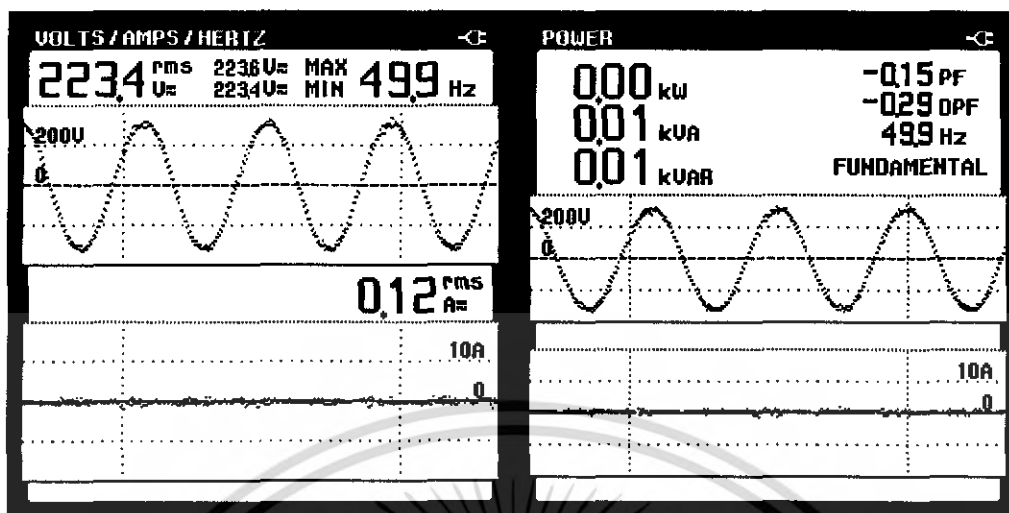 VOLTS/AMPS/HERTZ
223.4 rms V≂ 223.6 V≂ MAX 49.9 Hz
223.4 V≂ MIN
200V
0
0.12 rms A≂
10A
0
POWER
0.00 kW -0.15 PF
0.01 kVA -0.29 DPF
0.01 kVAR 49.9 Hz
FUNDAMENTAL
200V
0
10A
0